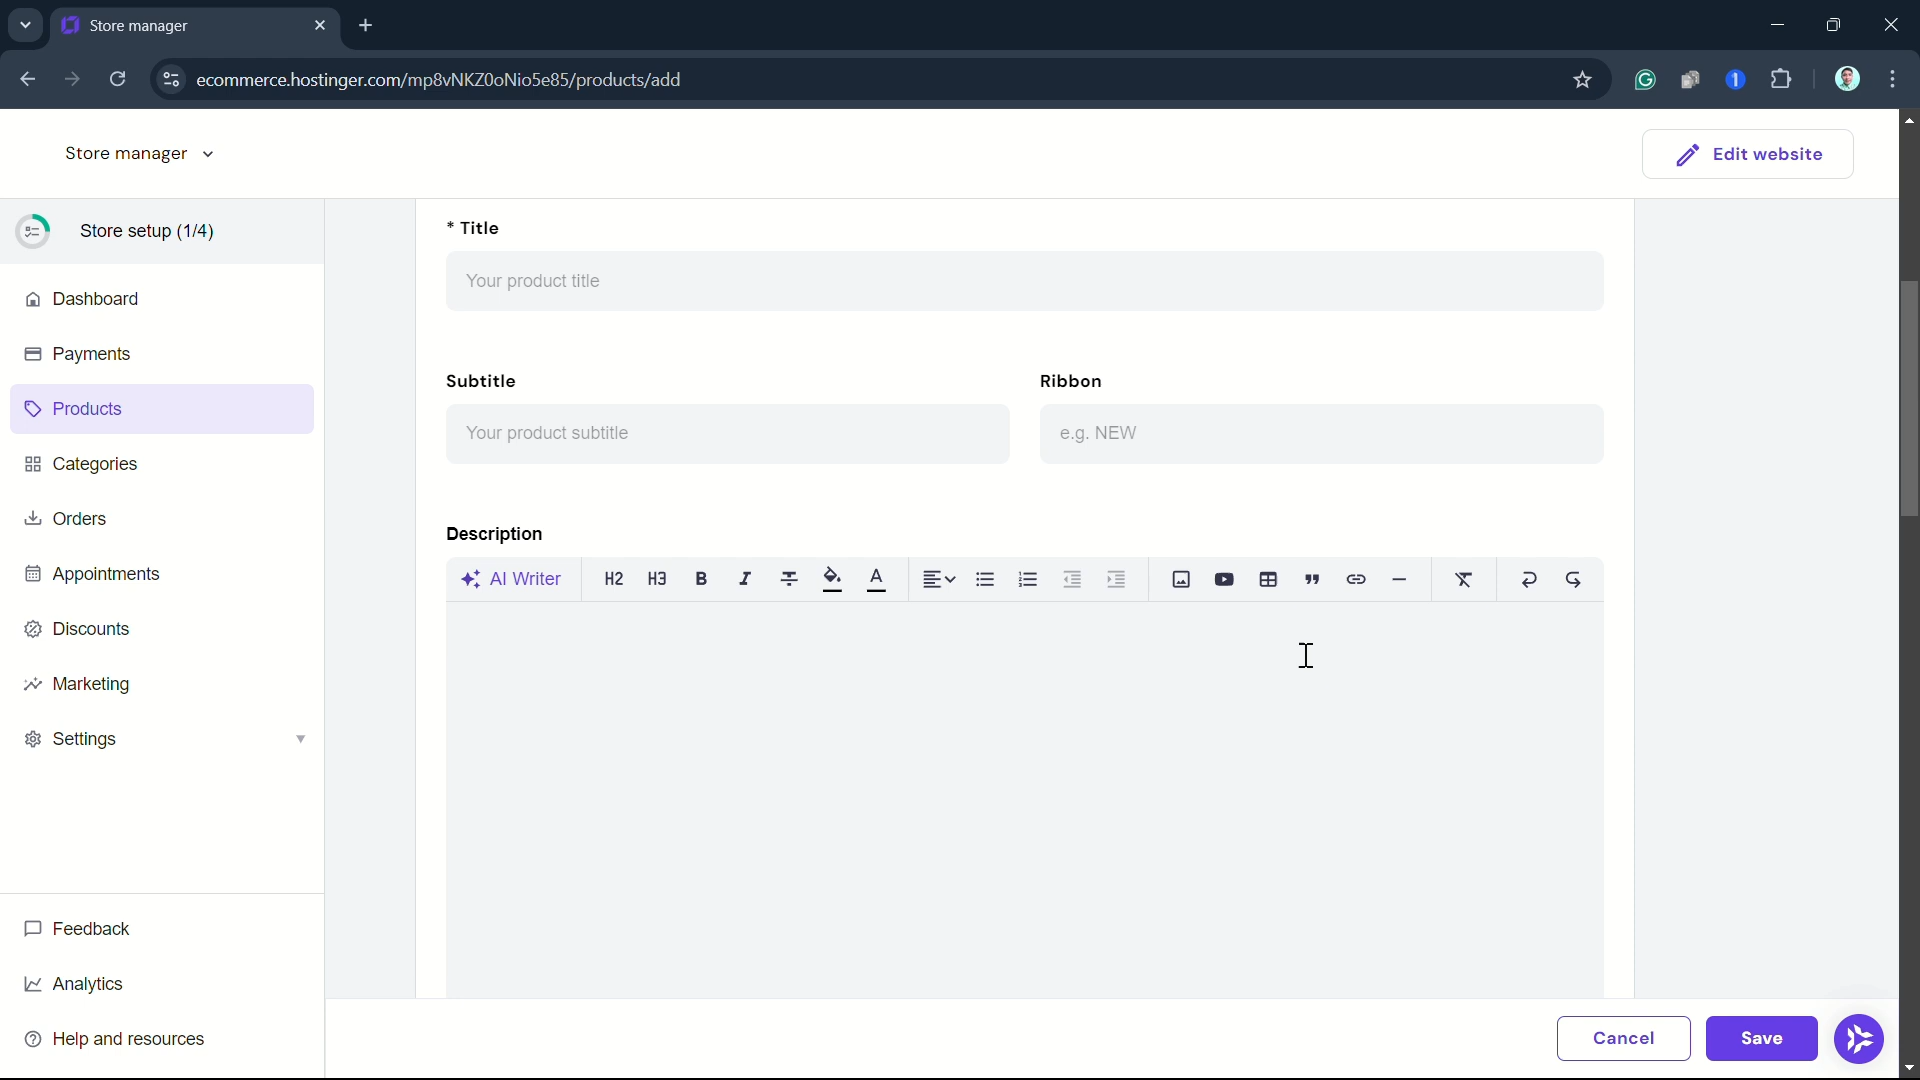 Store manager
ecommerce.hostinger.com/mp8vNKZ0oNio5e85/products/add
Store manager
Edit website
Store setup (1/4)
Dashboard
Payments
Products
Categories
Orders
Appointments
Discounts
Marketing
Settings
Feedback
Analytics
Help and resources
* Title
Your product title
Subtitle
Ribbon
Your product subtitle
e.g. NEW
Description
AI Writer
H2
H3
B
I
S
A
Cancel
Save